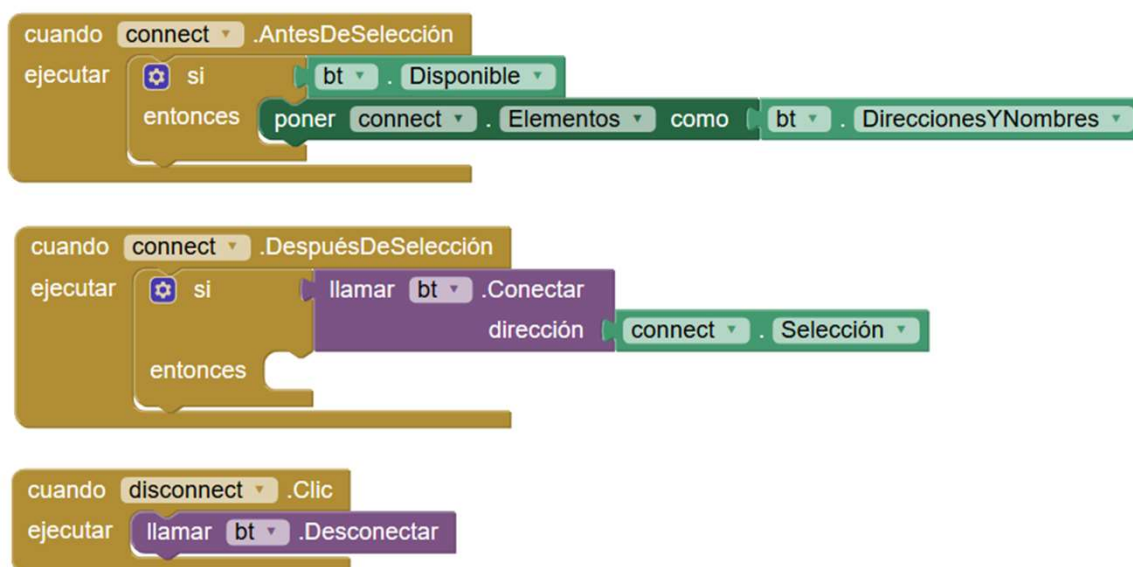 cuando connect .AntesDeSelección
ejecutar si bt . Disponible
entonces poner connect . Elementos como bt . DireccionesYNombres
cuando connect .DespuésDeSelección
ejecutar si llamar bt .Conectar
dirección connect . Selección
entonces
cuando disconnect .Clic
ejecutar llamar bt .Desconectar